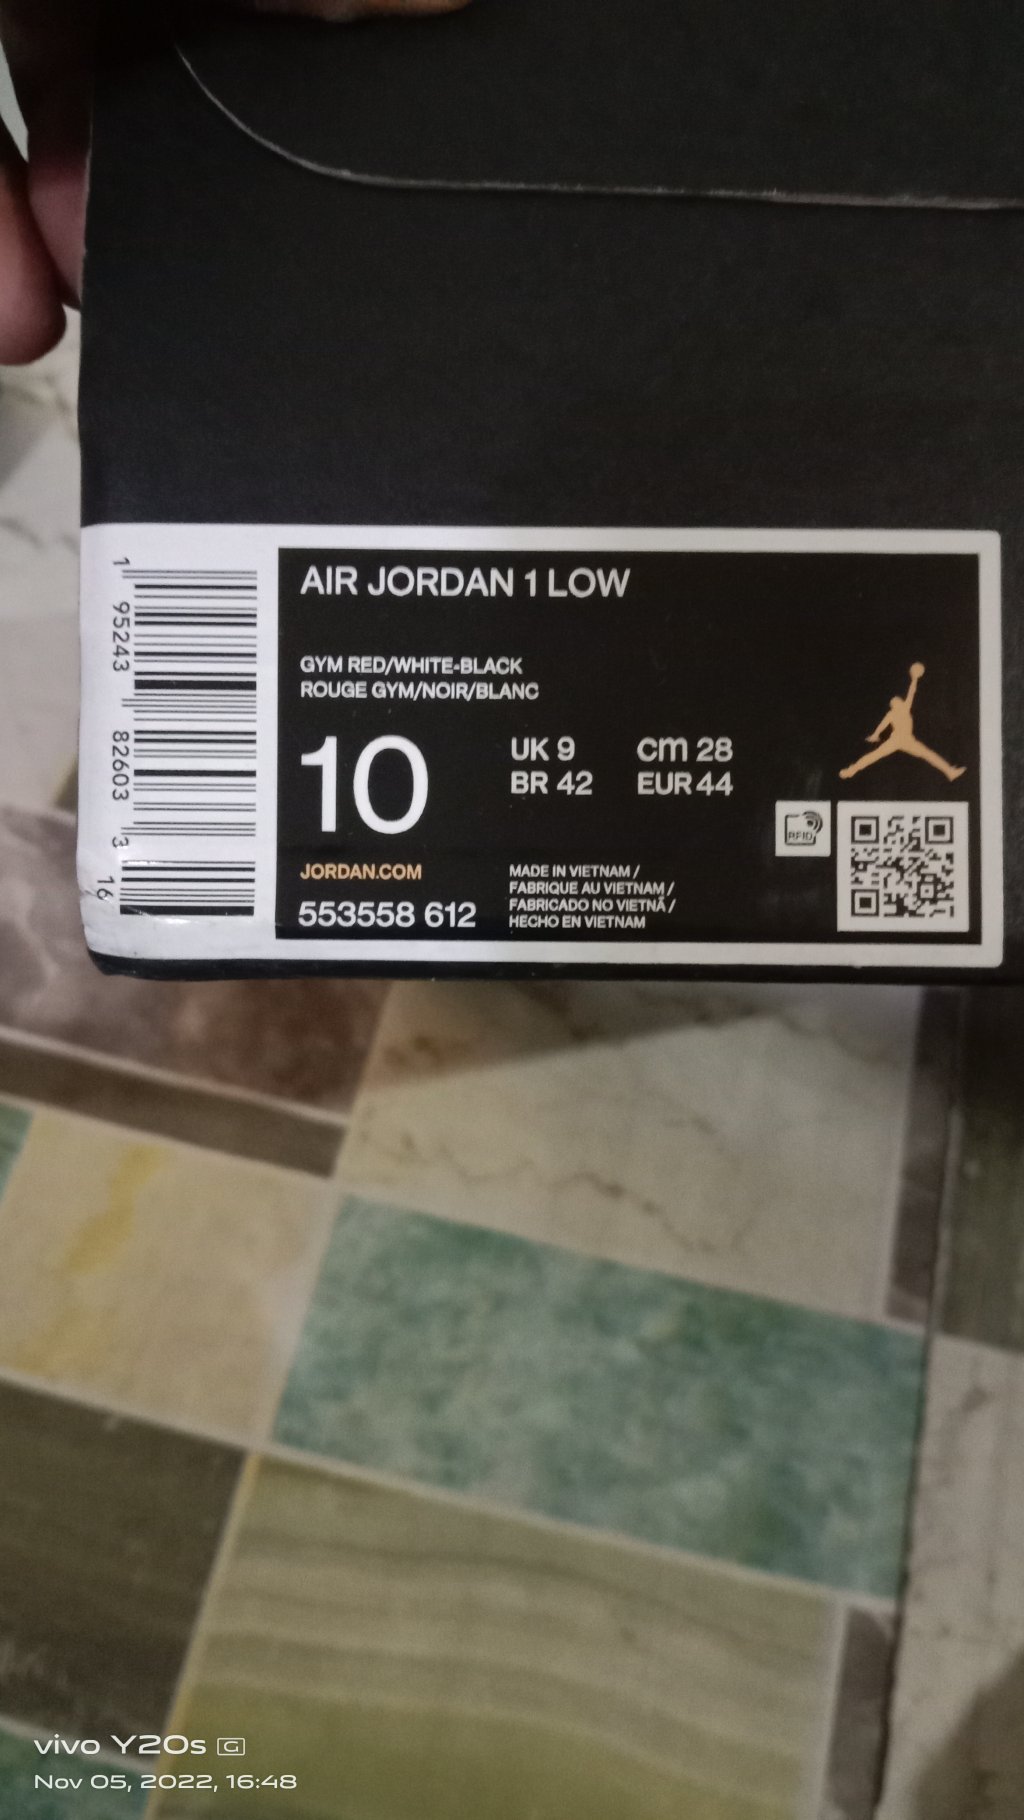 AIR JORDAN 1 LOW
GYM RED/WHITE-BLACK
ROUGE GYM/NOIR/BLANC
10
UK 9 cm 28
BR 42 EUR 44
RFID
JORDAN.COM
553558 612
MADE IN VIETNAM /
FABRIQUE AU VIETNAM /
FABRICADO NO VIETNÃ /
HECHO EN VIETNAM
1 95243 82603 3 16
vivo Y20s G
Nov 05, 2022, 16:48